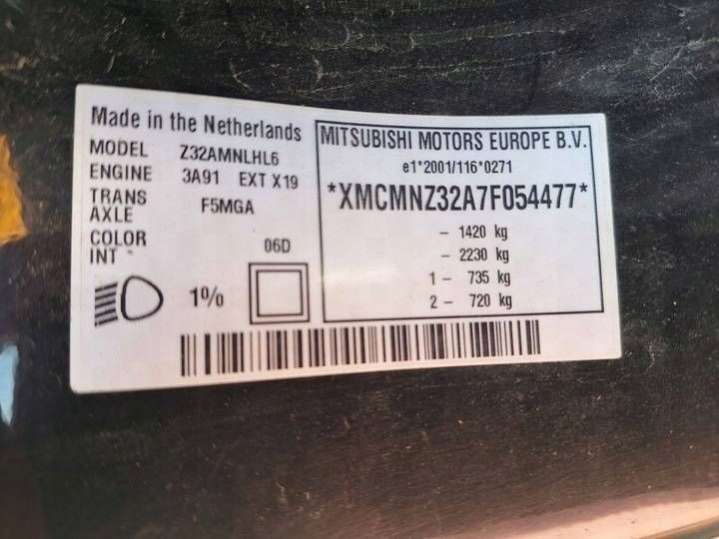 Made in the Netherlands
MODEL Z32AMNLHL6
ENGINE 3A91 EXT X19
TRANS
AXLE F5MGA
COLOR
INT 06D
1%
MITSUBISHI MOTORS EUROPE B.V.
e1*2001/116*0271
*XMCMNZ32A7F054477*
- 1420 kg
- 2230 kg
1 - 735 kg
2 - 720 kg